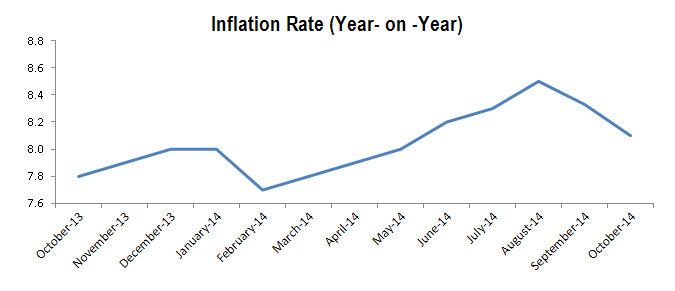 Inflation Rate (Year- on -Year)
8.8
8.6
8.4
8.2
8.0
7.8
7.6
October-13
November-13
December-13
January-14
February-14
March-14
April-14
May-14
June-14
July-14
August-14
September-14
October-14